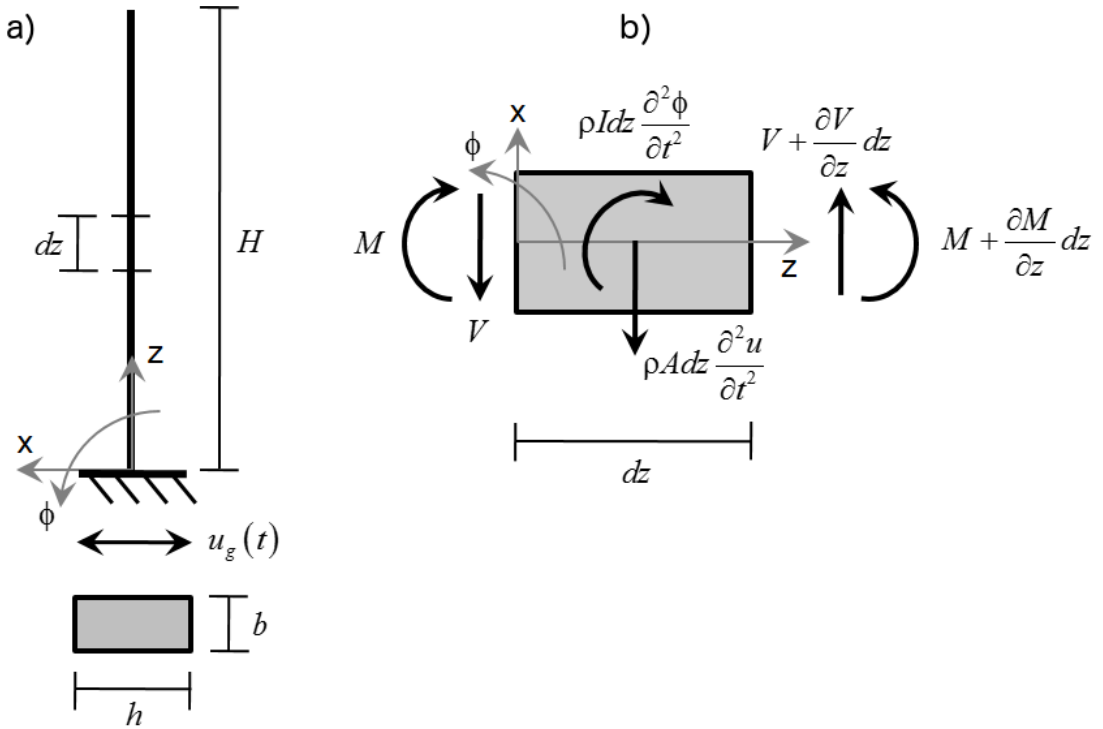 a)
H
dz
z
x
ϕ
u_g(t)
b
h
b)
x
ρIdz ∂²ϕ/∂t²
V + ∂V/∂z dz
ϕ
M
z
M + ∂M/∂z dz
V
ρAdz ∂²u/∂t²
dz